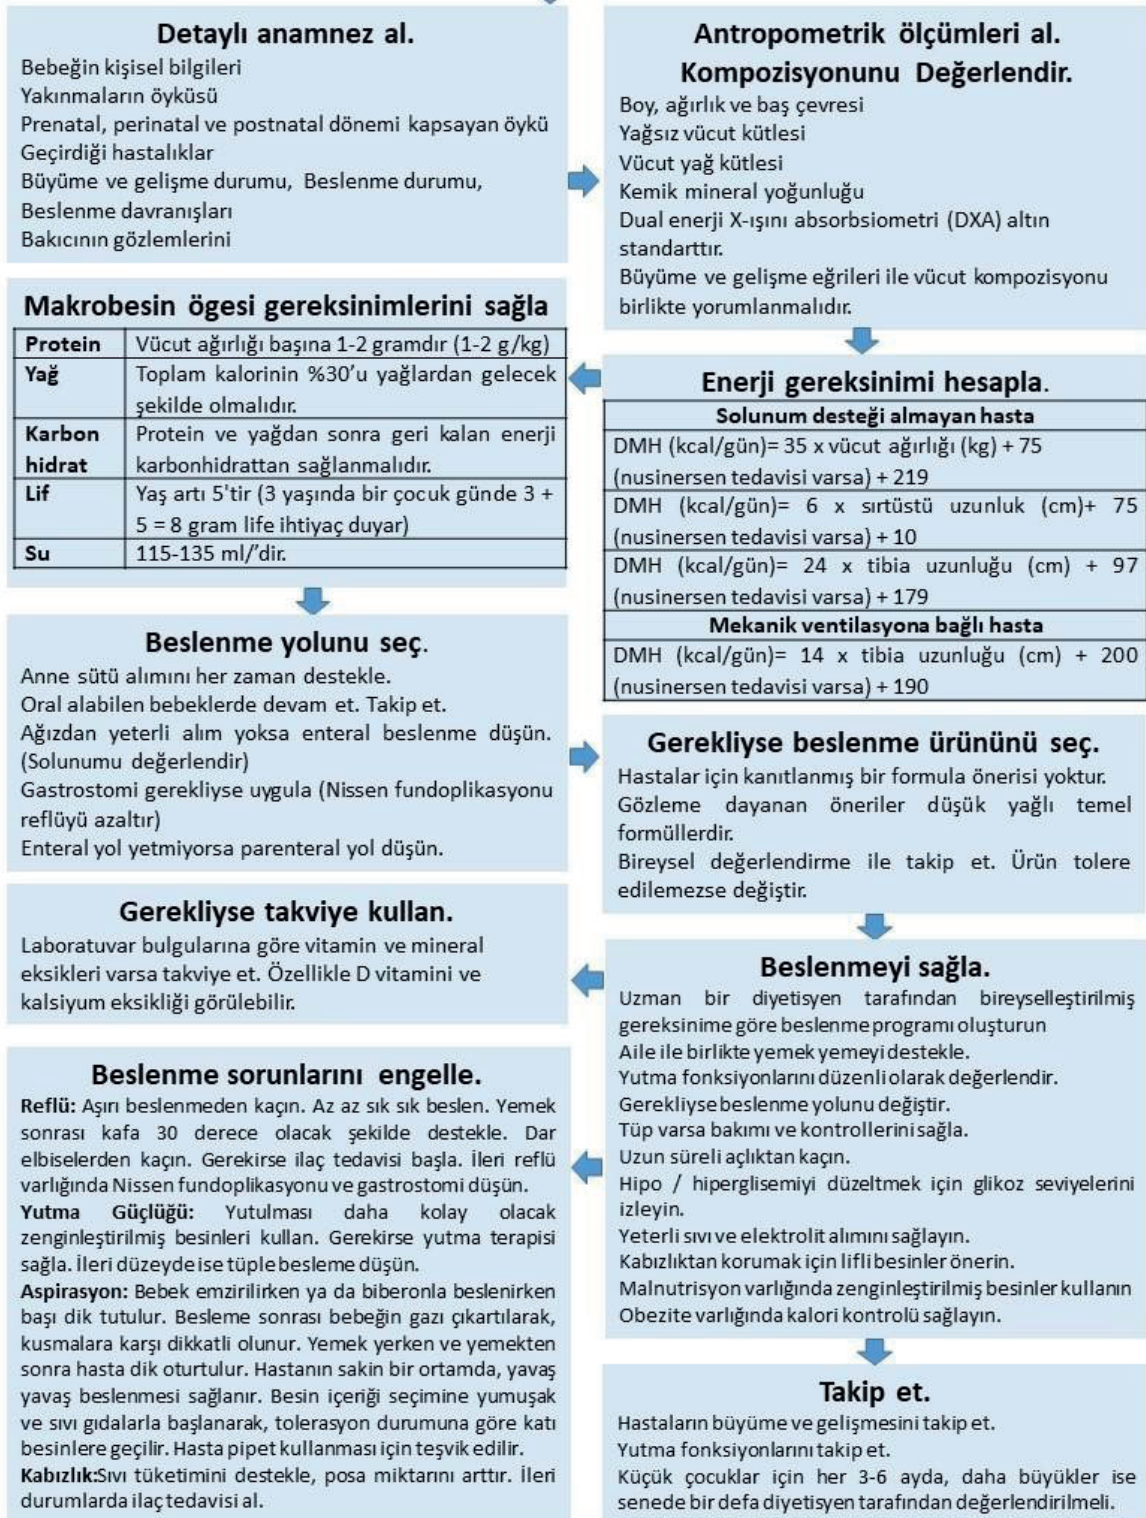 Detaylı anamnez al.
Bebeğin kişisel bilgileri
Yakınmaların öyküsü
Prenatal, perinatal ve postnatal dönemi kapsayan öykü
Geçirdiği hastalıklar
Büyüme ve gelişme durumu, Beslenme durumu,
Beslenme davranışları
Bakıcının gözlemlerini
Antropometrik ölçümleri al.
Kompozisyonunu Değerlendir.
Boy, ağırlık ve baş çevresi
Yağsız vücut kütlesi
Vücut yağ kütlesi
Kemik mineral yoğunluğu
Dual enerji X-ışını absorbsiometri (DXA) altın
standarttır.
Büyüme ve gelişme eğrileri ile vücut kompozisyonu
birlikte yorumlanmalıdır.
Enerji gereksinimi hesapla.
Solunum desteği almayan hasta
DMH (kcal/gün)= 35 x vücut ağırlığı (kg) + 75
(nusinersen tedavisi varsa) + 219
DMH (kcal/gün)= 6 x sırtüstü uzunluk (cm)+ 75
(nusinersen tedavisi varsa) + 10
DMH (kcal/gün)= 24 x tibia uzunluğu (cm) + 97
(nusinersen tedavisi varsa) + 179
Mekanik ventilasyona bağlı hasta
DMH (kcal/gün)= 14 x tibia uzunluğu (cm) + 200
(nusinersen tedavisi varsa) + 190
Makrobesin ögesi gereksinimlerini sağla
Protein Vücut ağırlığı başına 1-2 gramdır (1-2 g/kg)
Yağ Toplam kalorinin %30’u yağlardan gelecek
şekilde olmalıdır.
Karbon Protein ve yağdan sonra geri kalan enerji
hidrat karbonhidrattan sağlanmalıdır.
Lif Yaş artı 5'tir (3 yaşında bir çocuk günde 3 +
5 = 8 gram life ihtiyaç duyar)
Su 115-135 ml/’dir.
Beslenme yolunu seç.
Anne sütü alımını her zaman destekle.
Oral alabilen bebeklerde devam et. Takip et.
Ağızdan yeterli alım yoksa enteral beslenme düşün.
(Solunumu değerlendir)
Gastrostomi gerekliyse uygula (Nissen fundoplikasyonu
reflüyü azaltır)
Enteral yol yetmiyorsa parenteral yol düşün.
Gerekliyse beslenme ürününü seç.
Hastalar için kanıtlanmış bir formula önerisi yoktur.
Gözleme dayanan öneriler düşük yağlı temel
formüllerdir.
Bireysel değerlendirme ile takip et. Ürün tolere
edilemezse değiştir.
Beslenmeyi sağla.
Uzman bir diyetisyen tarafından bireyselleştirilmiş
gereksinime göre beslenme programı oluşturun
Aile ile birlikte yemek yemeyi destekle.
Yutma fonksiyonlarını düzenli olarak değerlendir.
Gerekliyse beslenme yolunu değiştir.
Tüp varsa bakımı ve kontrollerini sağla.
Uzun süreli açlıktan kaçın.
Hipo / hiperglisemiyi düzeltmek için glikoz seviyelerini
izleyin.
Yeterli sıvı ve elektrolit alımını sağlayın.
Kabızlıktan korumak için lifli besinler önerin.
Malnutrisyon varlığında zenginleştirilmiş besinler kullanın
Obezite varlığında kalori kontrolü sağlayın.
Gerekliyse takviye kullan.
Laboratuvar bulgularına göre vitamin ve mineral
eksikleri varsa takviye et. Özellikle D vitamini ve
kalsiyum eksikliği görülebilir.
Beslenme sorunlarını engelle.
Reflü: Aşırı beslenmeden kaçın. Az az sık sık beslen. Yemek
sonrası kafa 30 derece olacak şekilde destekle. Dar
elbiselerden kaçın. Gerekirse ilaç tedavisi başla. İleri reflü
varlığında Nissen fundoplikasyonu ve gastrostomi düşün.
Yutma Güçlüğü: Yutulması daha kolay olacak
zenginleştirilmiş besinleri kullan. Gerekirse yutma terapisi
sağla. İleri düzeyde ise tüple besleme düşün.
Aspirasyon: Bebek emzirilirken ya da biberonla beslenirken
başı dik tutulur. Besleme sonrası bebeğin gazı çıkartılarak,
kusmalara karşı dikkatli olunur. Yemek yerken ve yemekten
sonra hasta dik oturtulur. Hastanın sakin bir ortamda, yavaş
yavaş beslenmesi sağlanır. Besin içeriği seçimine yumuşak
ve sıvı gıdalarla başlanarak, tolerasyon durumuna göre katı
besinlere geçilir. Hasta pipet kullanması için teşvik edilir.
Kabızlık:Sıvı tüketimini destekle, posa miktarını arttır. İleri
durumlarda ilaç tedavisi al.
Takip et.
Hastaların büyüme ve gelişmesini takip et.
Yutma fonksiyonlarını takip et.
Küçük çocuklar için her 3-6 ayda, daha büyükler ise
senede bir defa diyetisyen tarafından değerlendirilmeli.